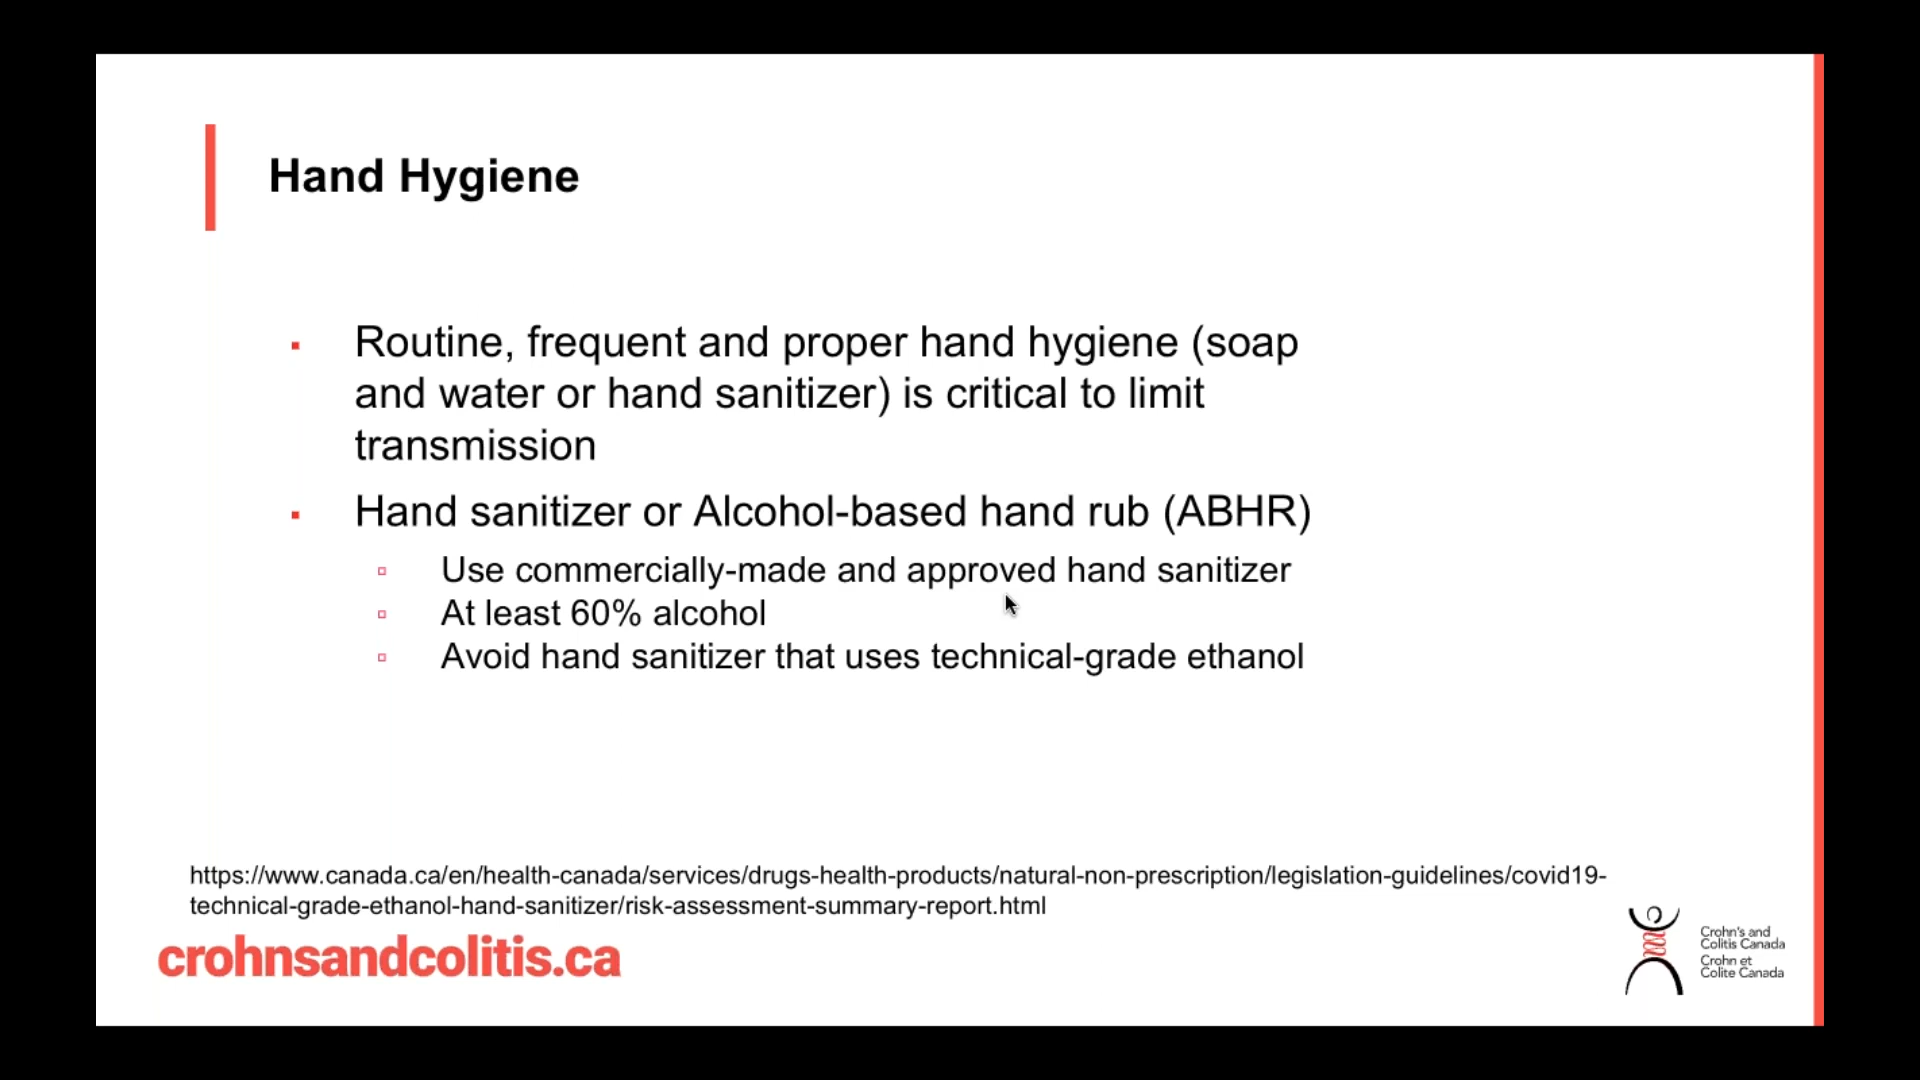 Hand Hygiene
Routine, frequent and proper hand hygiene (soap
and water or hand sanitizer) is critical to limit
transmission
Hand sanitizer or Alcohol-based hand rub (ABHR)
Use commercially-made and approved hand sanitizer
At least 60% alcohol
Avoid hand sanitizer that uses technical-grade ethanol
https://www.canada.ca/en/health-canada/services/drugs-health-products/natural-non-prescription/legislation-guidelines/covid19-
technical-grade-ethanol-hand-sanitizer/risk-assessment-summary-report.html
crohnsandcolitis.ca
Crohn's and
Colitis Canada
Crohn et
Colite Canada